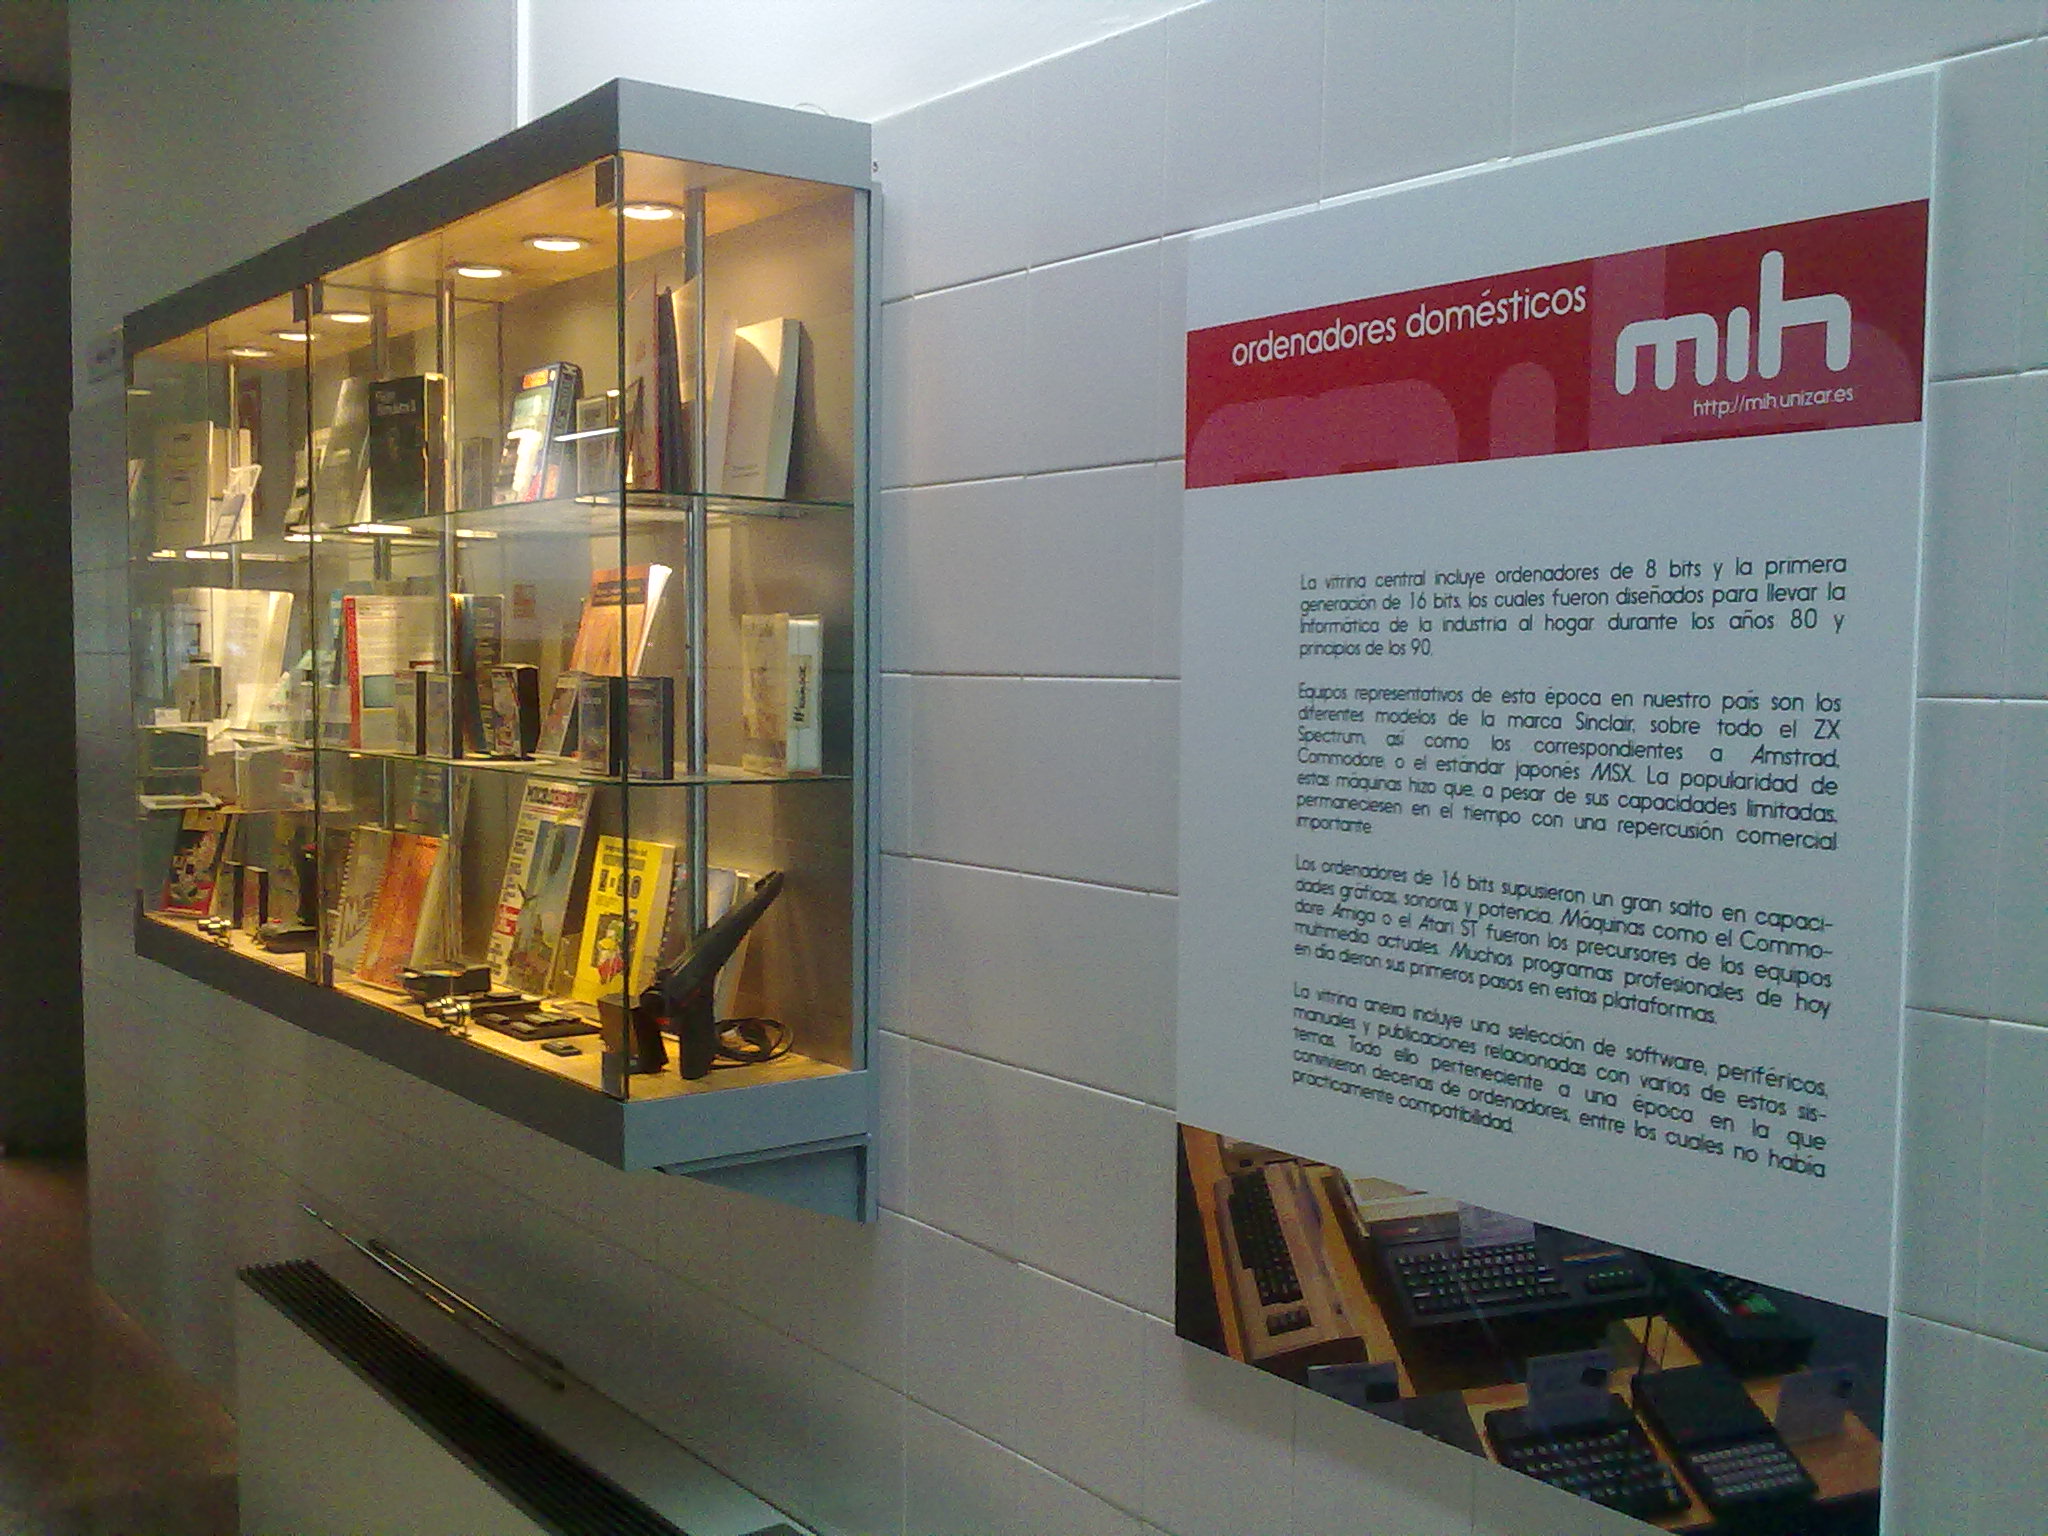 ordenadores domésticos
mih
http://mih.unizar.es
La vitrina central incluye ordenadores de 8 bits y la primera
generación de 16 bits, los cuales fueron diseñados para llevar la
Informática de la industria al hogar durante los años 80 y
principios de los 90.
Equipos representativos de esta época en nuestro país son los
diferentes modelos de la marca Sinclair, sobre todo el ZX
Spectrum, así como los correspondientes a Amstrad,
Commodore o el estándar japonés MSX. La popularidad de
estas máquinas hizo que, a pesar de sus capacidades limitadas,
permaneciesen en el tiempo con una repercusión comercial
importante.
Los ordenadores de 16 bits supusieron un gran salto en capaci-
dades gráficas, sonoras y potencia. Máquinas como el Commo-
dore Amiga o el Atari ST fueron los precursores de los equipos
multimedia actuales. Muchos programas profesionales de hoy
en día dieron sus primeros pasos en estas plataformas.
La vitrina anexa incluye una selección de software, periféricos,
manuales y publicaciones relacionadas con varios de estos sis-
temas. Todo ello perteneciente a una época en la que
convivieron decenas de ordenadores, entre los cuales no había
prácticamente compatibilidad.